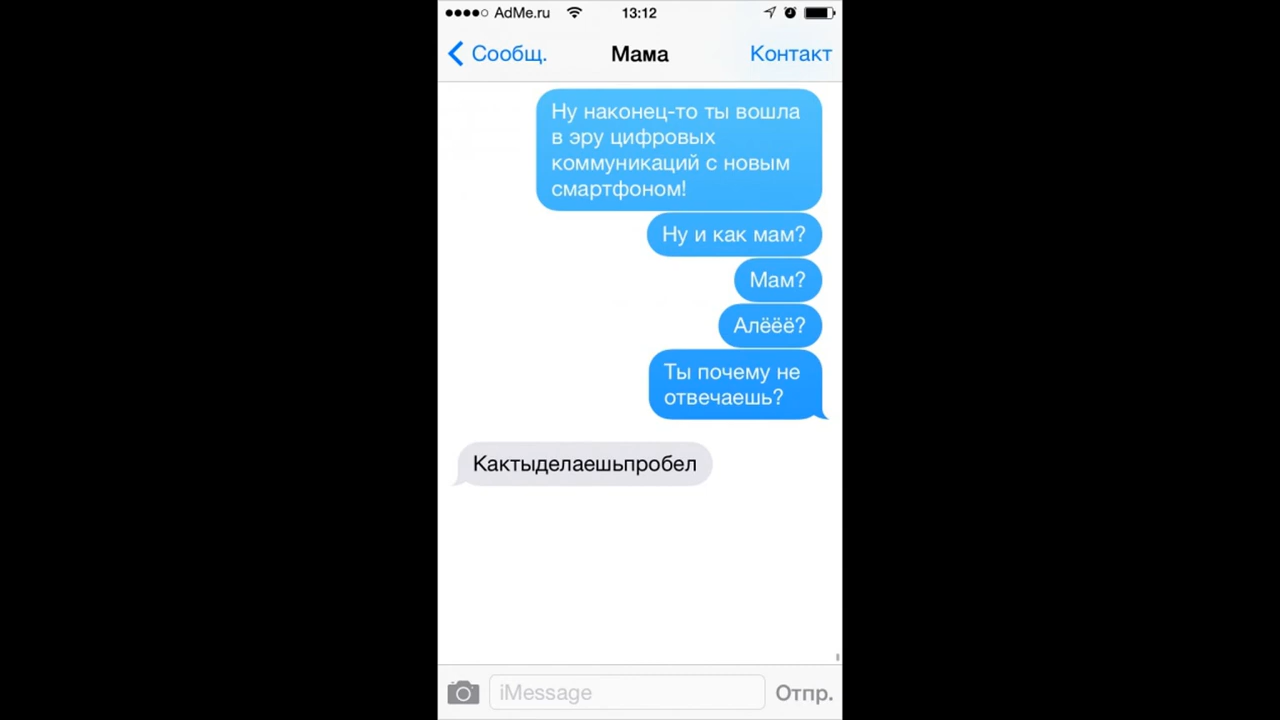 AdMe.ru 13:12
Сообщ. Мама Контакт
Ну наконец-то ты вошла
в эру цифровых
коммуникаций с новым
смартфоном!
Ну и как мам?
Мам?
Алёёё?
Ты почему не
отвечаешь?
Кактыделаешьпробел
iMessage Отпр.